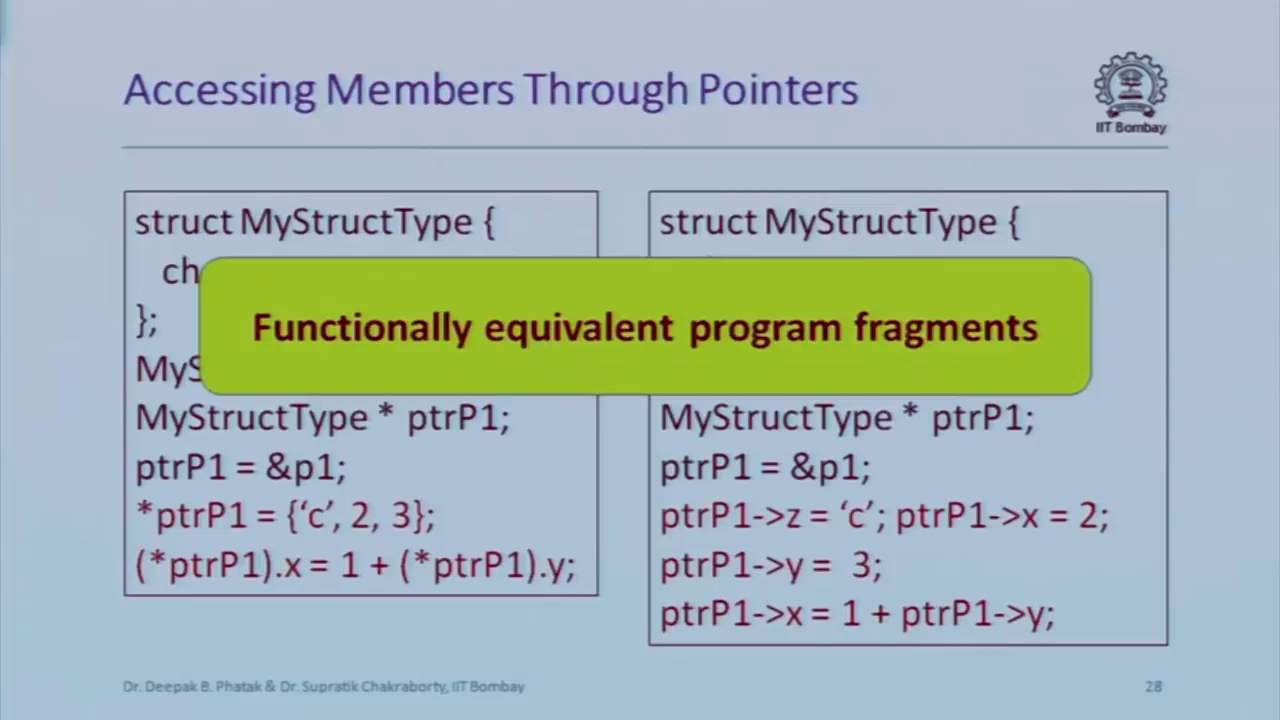 Accessing Members Through Pointers
IIT Bombay
struct MyStructType {
ch
};
MyS
MyStructType * ptrP1;
ptrP1 = &p1;
*ptrP1 = {‘c’, 2, 3};
(*ptrP1).x = 1 + (*ptrP1).y;
struct MyStructType {
MyStructType * ptrP1;
ptrP1 = &p1;
ptrP1->z = ‘c’; ptrP1->x = 2;
ptrP1->y = 3;
ptrP1->x = 1 + ptrP1->y;
Functionally equivalent program fragments
Dr. Deepak B. Phatak & Dr. Supratik Chakraborty, IIT Bombay
28